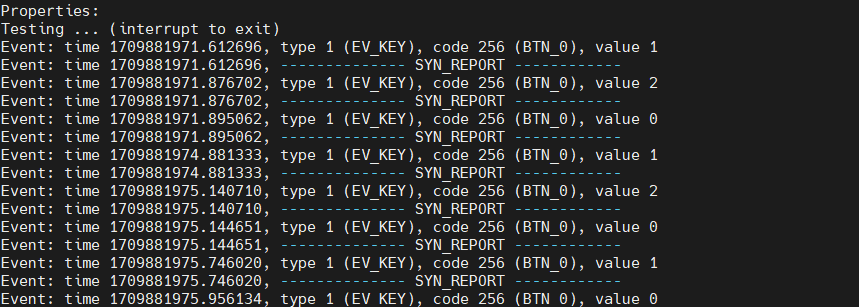 Properties:
Testing ... (interrupt to exit)
Event: time 1709881971.612696, type 1 (EV_KEY), code 256 (BTN_0), value 1
Event: time 1709881971.612696, -------------- SYN_REPORT ------------
Event: time 1709881971.876702, type 1 (EV_KEY), code 256 (BTN_0), value 2
Event: time 1709881971.876702, -------------- SYN_REPORT ------------
Event: time 1709881971.895062, type 1 (EV_KEY), code 256 (BTN_0), value 0
Event: time 1709881971.895062, -------------- SYN_REPORT ------------
Event: time 1709881974.881333, type 1 (EV_KEY), code 256 (BTN_0), value 1
Event: time 1709881974.881333, -------------- SYN_REPORT ------------
Event: time 1709881975.140710, type 1 (EV_KEY), code 256 (BTN_0), value 2
Event: time 1709881975.140710, -------------- SYN_REPORT ------------
Event: time 1709881975.144651, type 1 (EV_KEY), code 256 (BTN_0), value 0
Event: time 1709881975.144651, -------------- SYN_REPORT ------------
Event: time 1709881975.746020, type 1 (EV_KEY), code 256 (BTN_0), value 1
Event: time 1709881975.746020, -------------- SYN_REPORT ------------
Event: time 1709881975.956134, type 1 (EV_KEY), code 256 (BTN_0), value 0